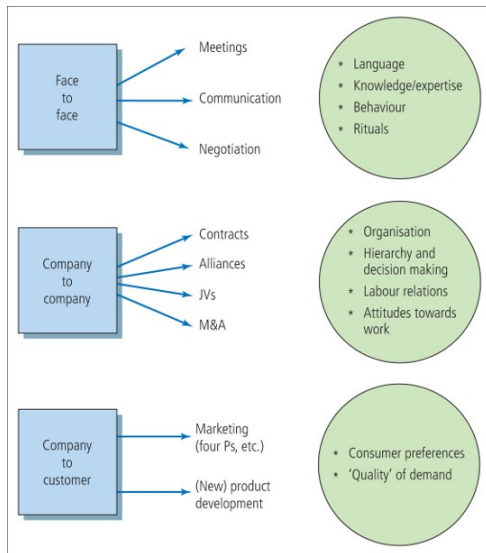 Face
to
face
Meetings
Communication
Negotiation
* Language
* Knowledge/expertise
* Behaviour
* Rituals
Company
to
company
Contracts
Alliances
JVs
M&A
* Organisation
* Hierarchy and
decision making
* Labour relations
* Attitudes towards
work
Company
to
customer
Marketing
(four Ps, etc.)
(New) product
development
* Consumer preferences
* ‘Quality’ of demand